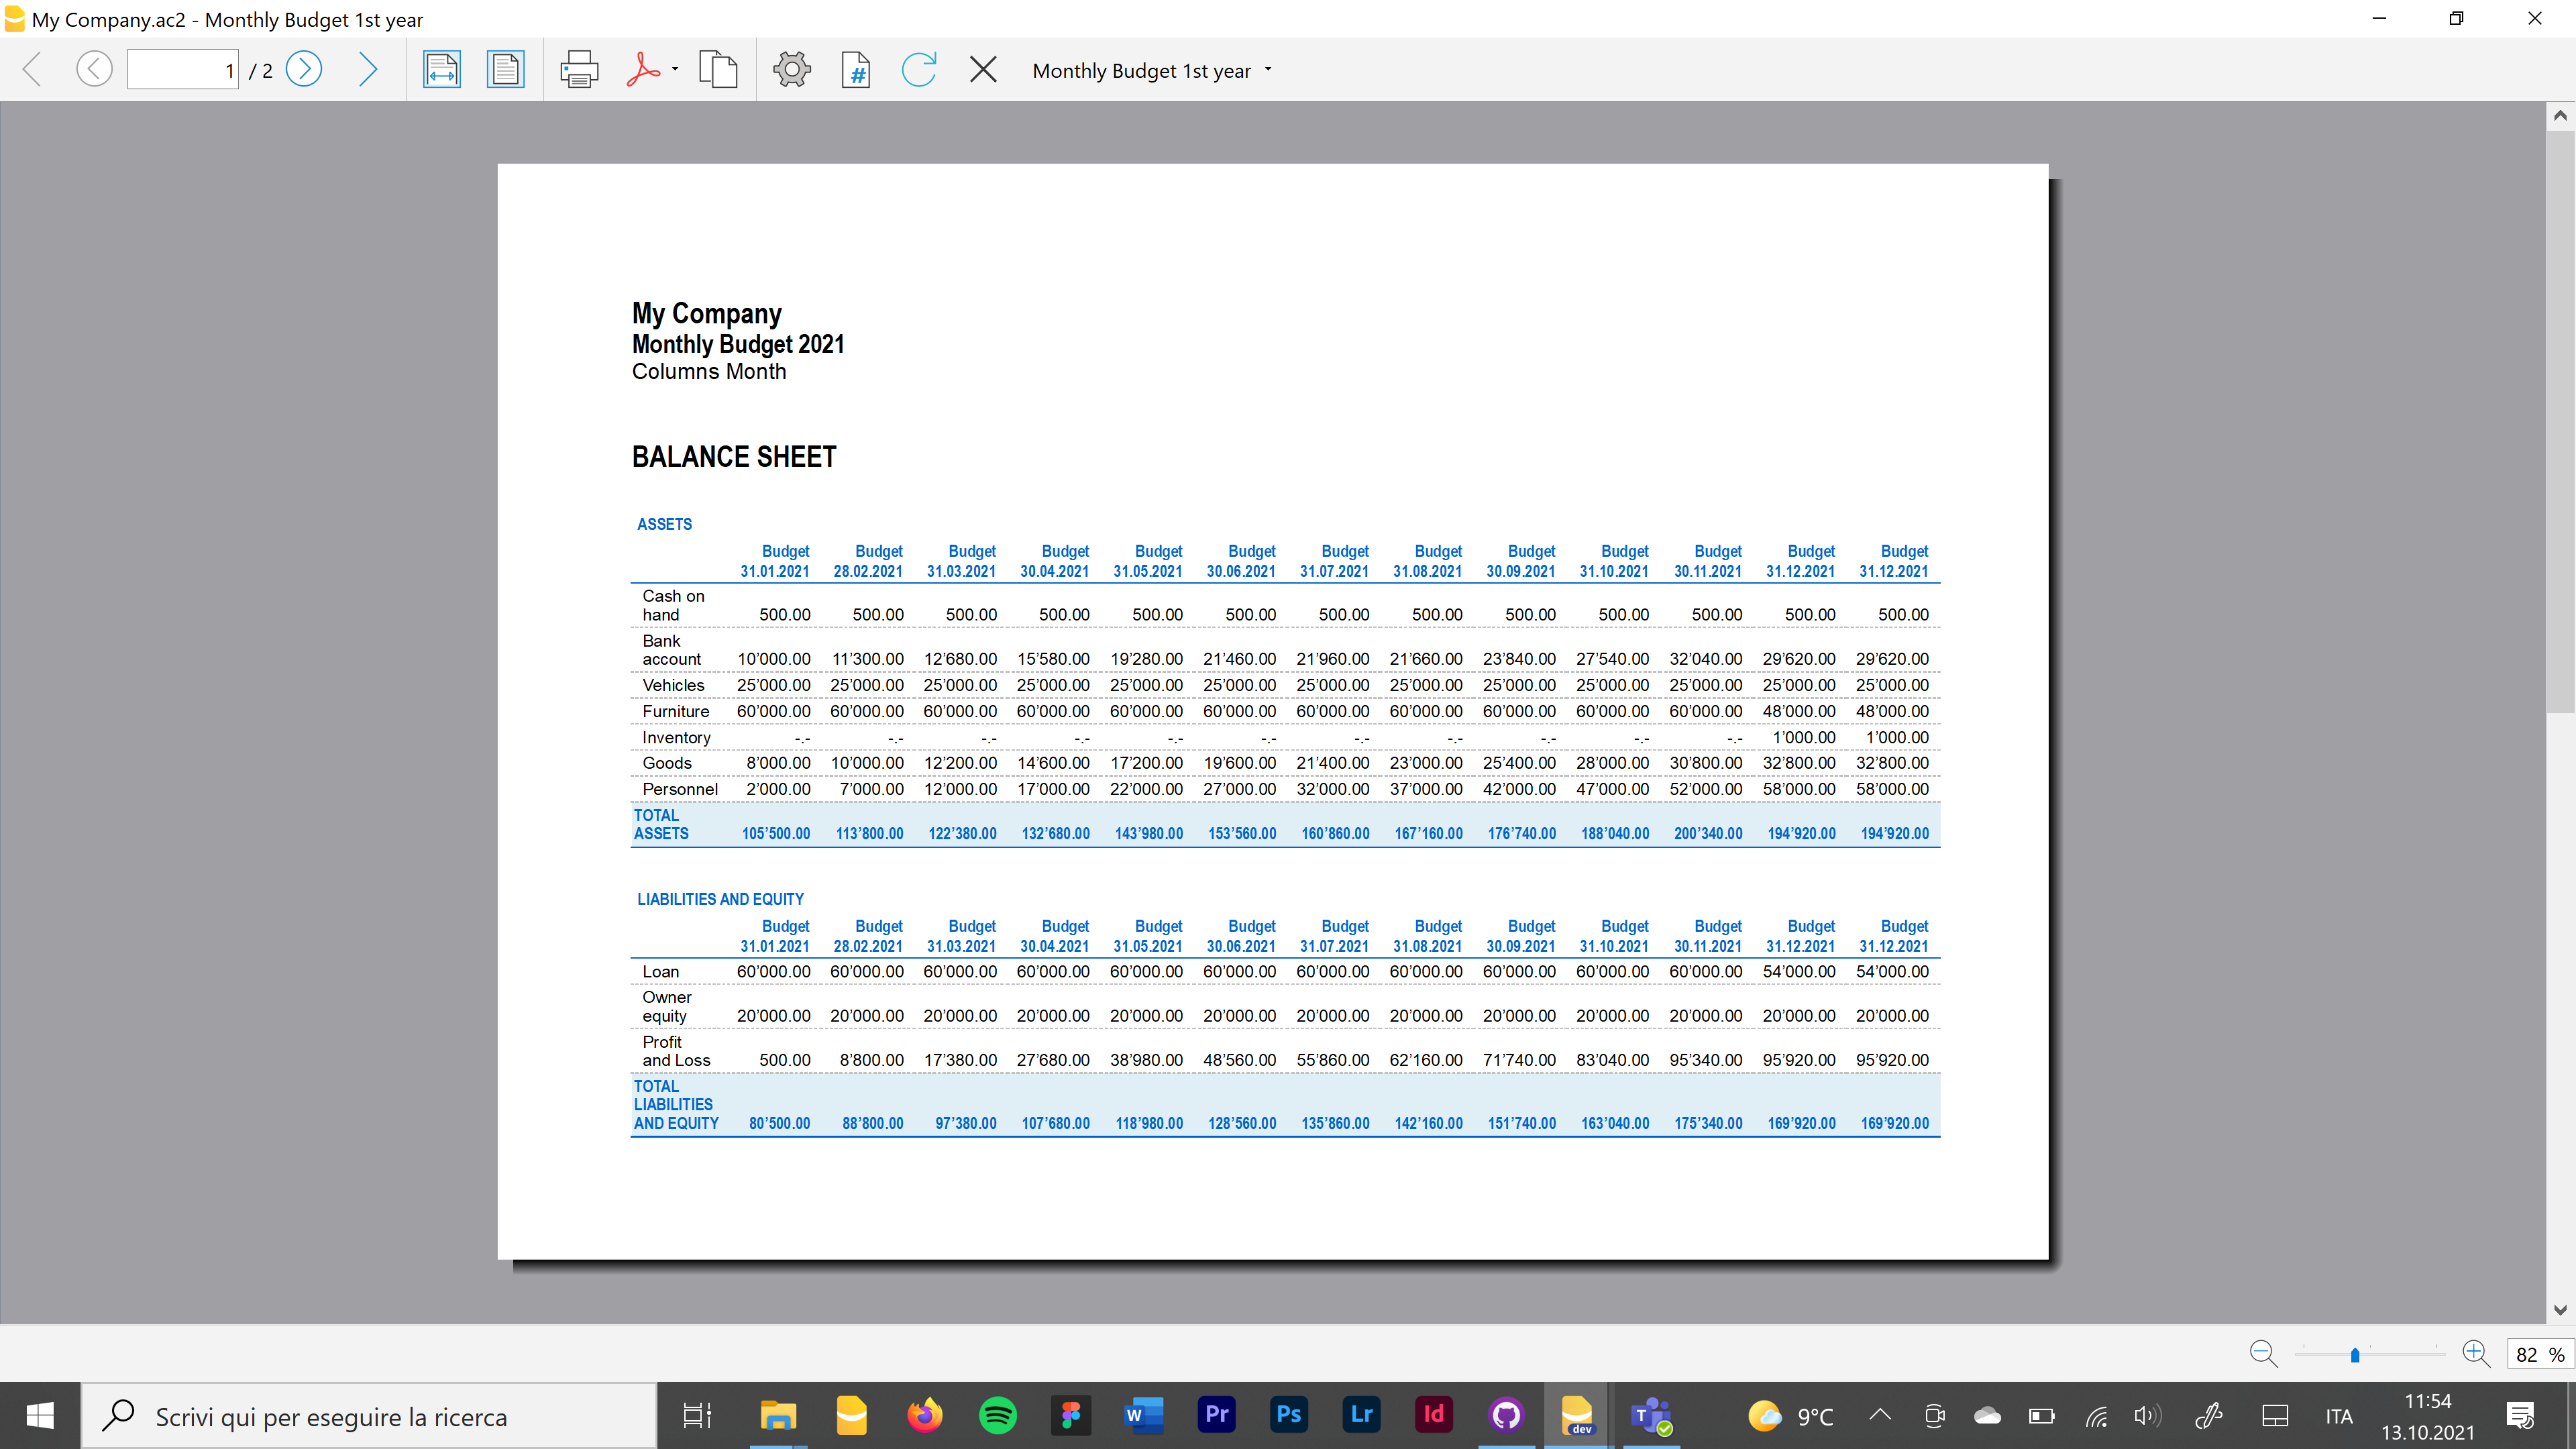 My Company.ac2 - Monthly Budget 1st year
1 / 2 # Monthly Budget 1st year
My Company
Monthly Budget 2021
Columns Month
BALANCE SHEET
ASSETS
Budget Budget Budget Budget Budget Budget Budget Budget Budget Budget Budget Budget Budget
31.01.2021 28.02.2021 31.03.2021 30.04.2021 31.05.2021 30.06.2021 31.07.2021 31.08.2021 30.09.2021 31.10.2021 30.11.2021 31.12.2021 31.12.2021
Cash on
hand 500.00 500.00 500.00 500.00 500.00 500.00 500.00 500.00 500.00 500.00 500.00 500.00 500.00
Bank
account 10’000.00 11’300.00 12’680.00 15’580.00 19’280.00 21’460.00 21’960.00 21’660.00 23’840.00 27’540.00 32’040.00 29’620.00 29’620.00
Vehicles 25’000.00 25’000.00 25’000.00 25’000.00 25’000.00 25’000.00 25’000.00 25’000.00 25’000.00 25’000.00 25’000.00 25’000.00 25’000.00
Furniture 60’000.00 60’000.00 60’000.00 60’000.00 60’000.00 60’000.00 60’000.00 60’000.00 60’000.00 60’000.00 60’000.00 48’000.00 48’000.00
Inventory -.- -.- -.- -.- -.- -.- -.- -.- -.- -.- -.- 1’000.00 1’000.00
Goods 8’000.00 10’000.00 12’200.00 14’600.00 17’200.00 19’600.00 21’400.00 23’000.00 25’400.00 28’000.00 30’800.00 32’800.00 32’800.00
Personnel 2’000.00 7’000.00 12’000.00 17’000.00 22’000.00 27’000.00 32’000.00 37’000.00 42’000.00 47’000.00 52’000.00 58’000.00 58’000.00
TOTAL
ASSETS 105’500.00 113’800.00 122’380.00 132’680.00 143’980.00 153’560.00 160’860.00 167’160.00 176’740.00 188’040.00 200’340.00 194’920.00 194’920.00
LIABILITIES AND EQUITY
Budget Budget Budget Budget Budget Budget Budget Budget Budget Budget Budget Budget Budget
31.01.2021 28.02.2021 31.03.2021 30.04.2021 31.05.2021 30.06.2021 31.07.2021 31.08.2021 30.09.2021 31.10.2021 30.11.2021 31.12.2021 31.12.2021
Loan 60’000.00 60’000.00 60’000.00 60’000.00 60’000.00 60’000.00 60’000.00 60’000.00 60’000.00 60’000.00 60’000.00 54’000.00 54’000.00
Owner
equity 20’000.00 20’000.00 20’000.00 20’000.00 20’000.00 20’000.00 20’000.00 20’000.00 20’000.00 20’000.00 20’000.00 20’000.00 20’000.00
Profit
and Loss 500.00 8’800.00 17’380.00 27’680.00 38’980.00 48’560.00 55’860.00 62’160.00 71’740.00 83’040.00 95’340.00 95’920.00 95’920.00
TOTAL
LIABILITIES
AND EQUITY 80’500.00 88’800.00 97’380.00 107’680.00 118’980.00 128’560.00 135’860.00 142’160.00 151’740.00 163’040.00 175’340.00 169’920.00 169’920.00
82 %
Scrivi qui per eseguire la ricerca W Pr Ps Lr Id dev T 9°C ITA 11:54
13.10.2021